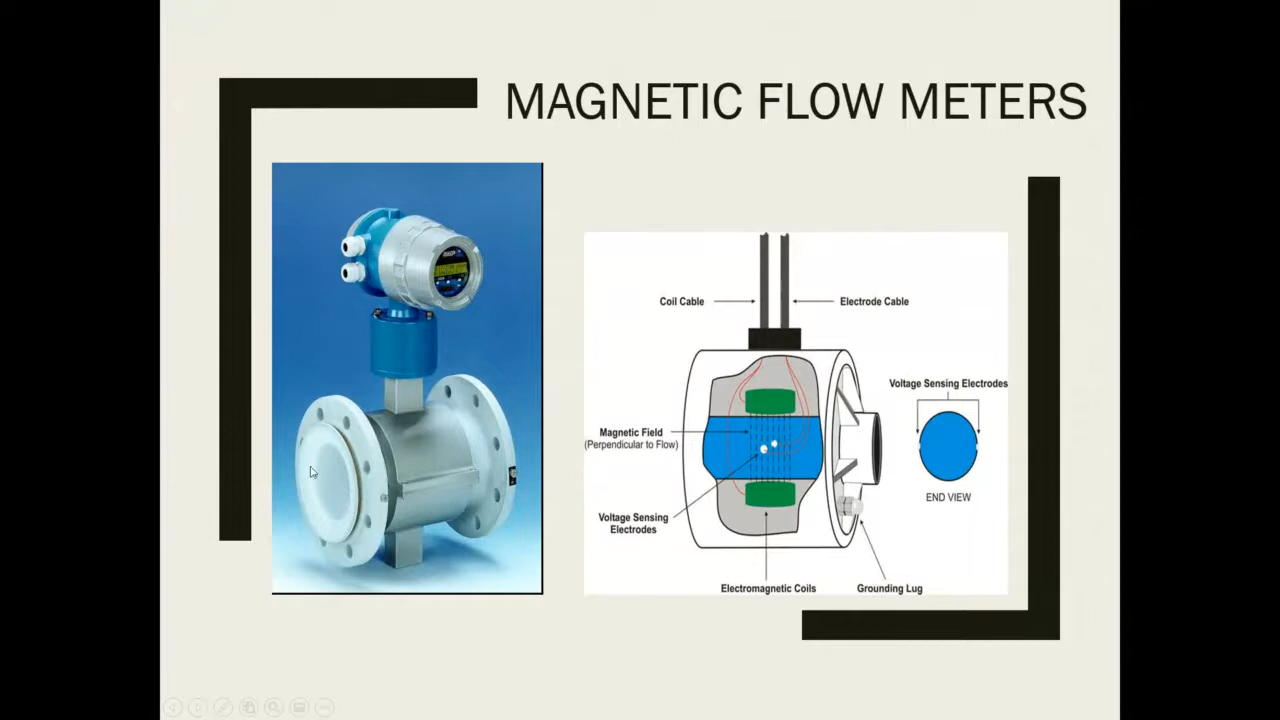 MAGNETIC FLOW METERS
Coil Cable
Electrode Cable
Voltage Sensing Electrodes
Magnetic Field
(Perpendicular to Flow)
END VIEW
Voltage Sensing
Electrodes
Electromagnetic Coils
Grounding Lug